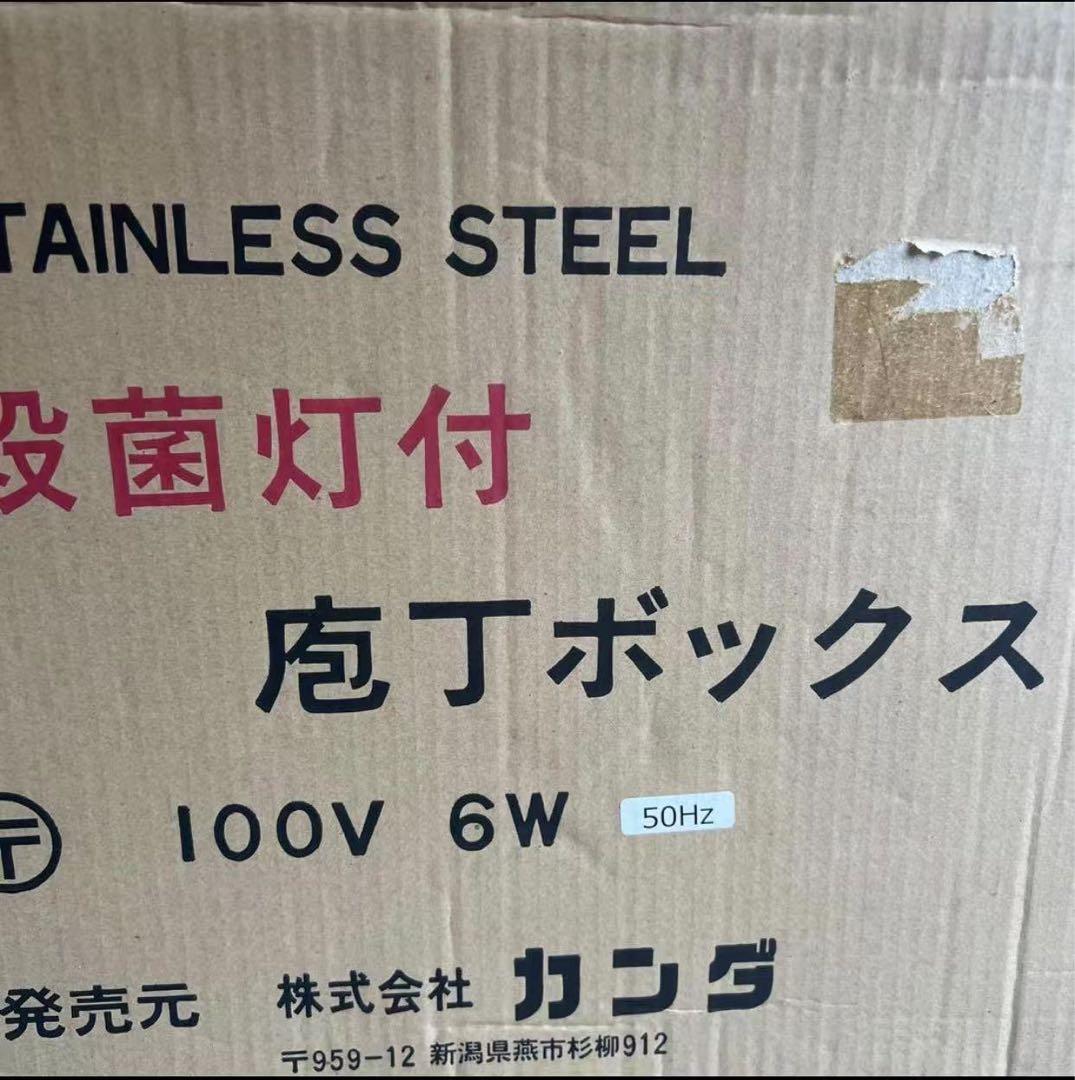 TAINLESS STEEL
殺菌灯付
庖丁ボックス
〒 100V 6W 50Hz
発売元 株式会社 カンダ
〒959-12 新潟県燕市杉柳912